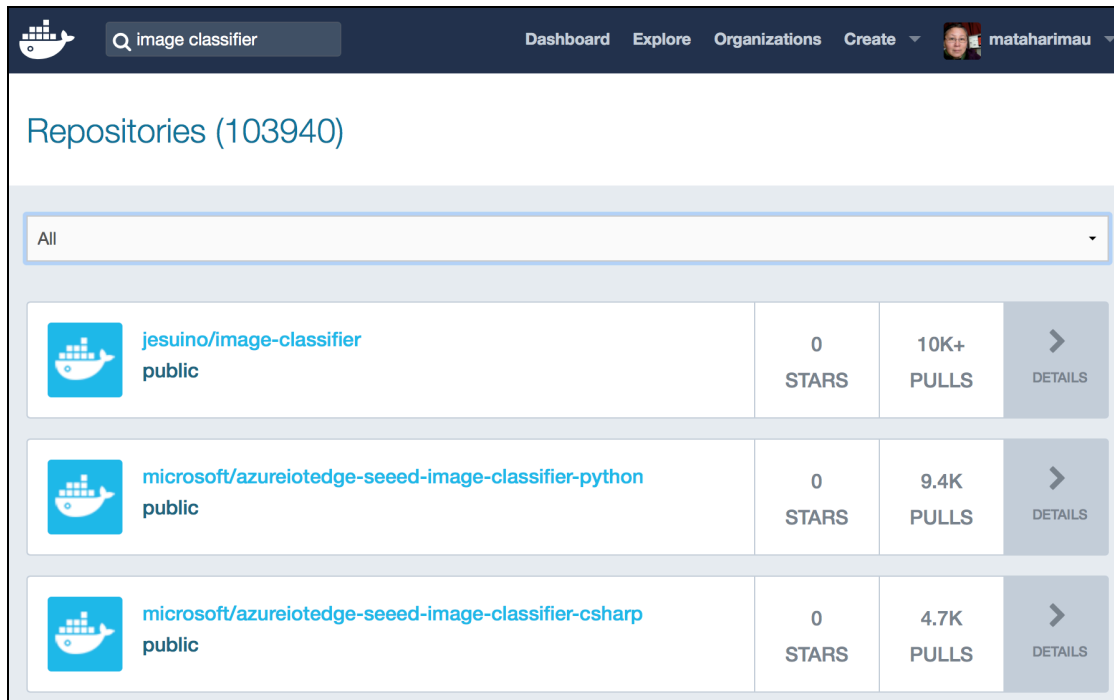 image classifier
Dashboard Explore Organizations Create mataharimau
Repositories (103940)
All
jesuino/image-classifier
public
0
STARS
10K+
PULLS
DETAILS
microsoft/azureiotedge-seeed-image-classifier-python
public
0
STARS
9.4K
PULLS
DETAILS
microsoft/azureiotedge-seeed-image-classifier-csharp
public
0
STARS
4.7K
PULLS
DETAILS